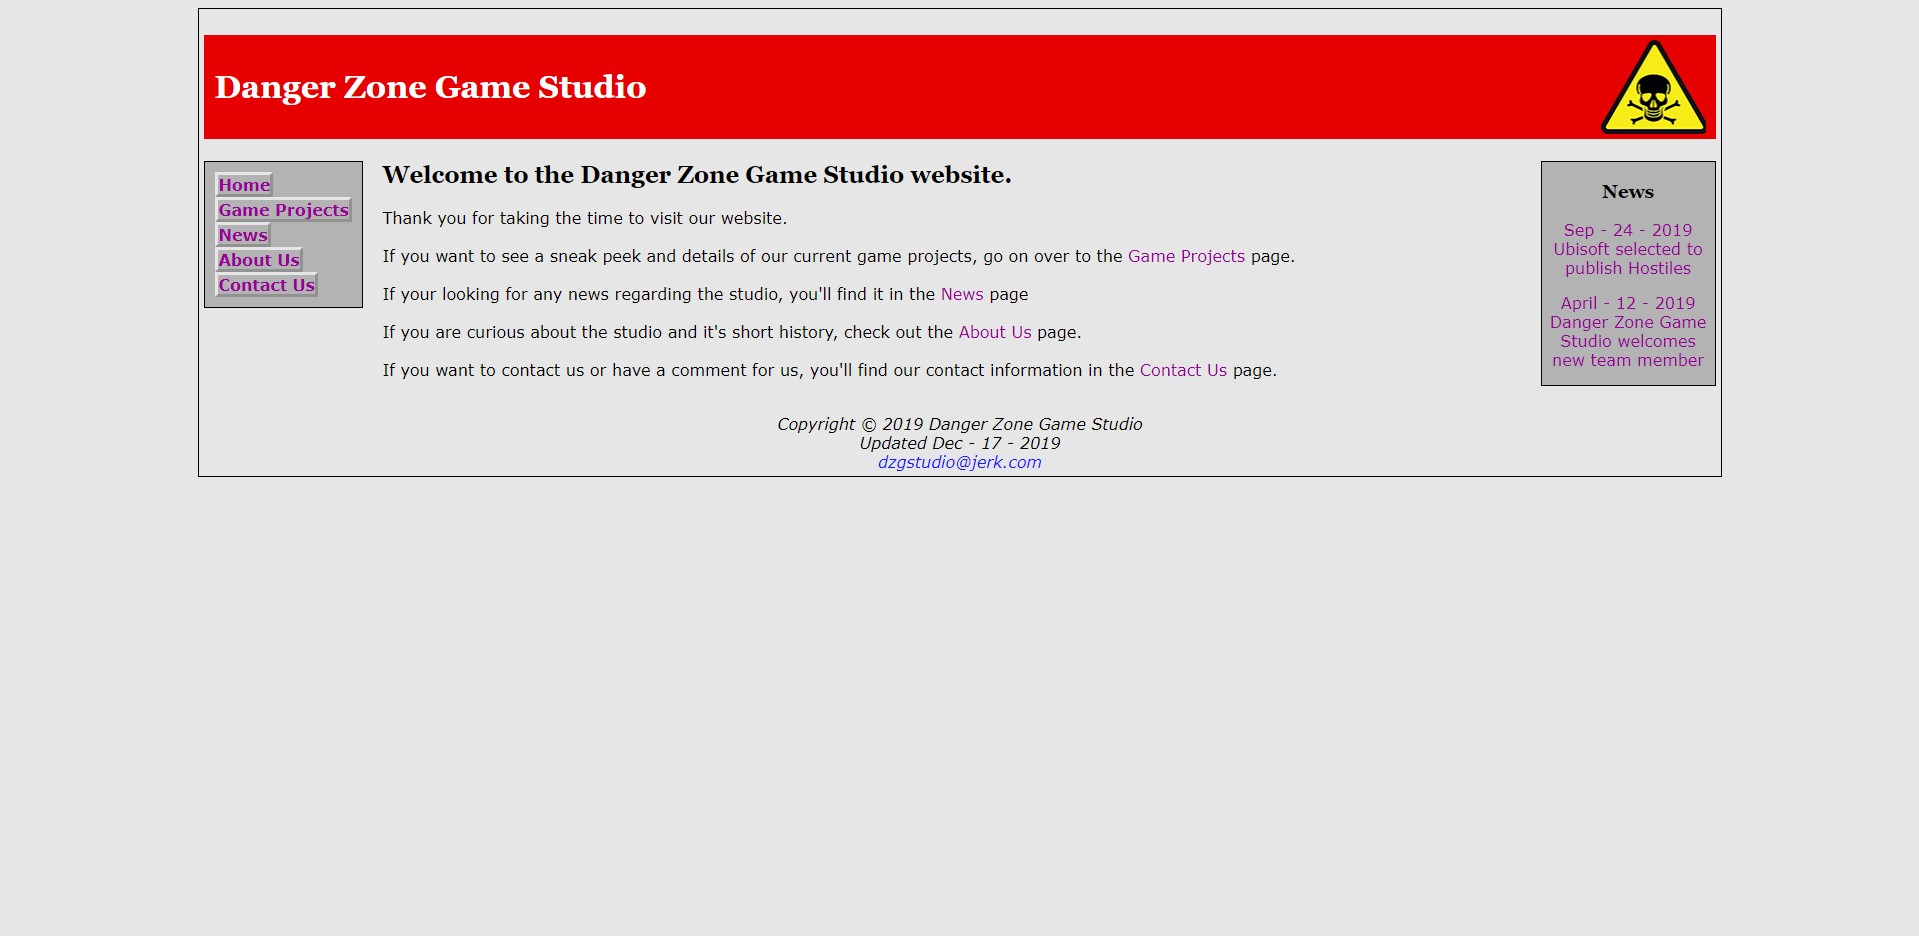 Danger Zone Game Studio
Home
Game Projects
News
About Us
Contact Us
Welcome to the Danger Zone Game Studio website.
Thank you for taking the time to visit our website.
If you want to see a sneak peek and details of our current game projects, go on over to the Game Projects page.
If your looking for any news regarding the studio, you'll find it in the News page
If you are curious about the studio and it's short history, check out the About Us page.
If you want to contact us or have a comment for us, you'll find our contact information in the Contact Us page.
News
Sep - 24 - 2019
Ubisoft selected to
publish Hostiles
April - 12 - 2019
Danger Zone Game
Studio welcomes
new team member
Copyright © 2019 Danger Zone Game Studio
Updated Dec - 17 - 2019
dzgstudio@jerk.com